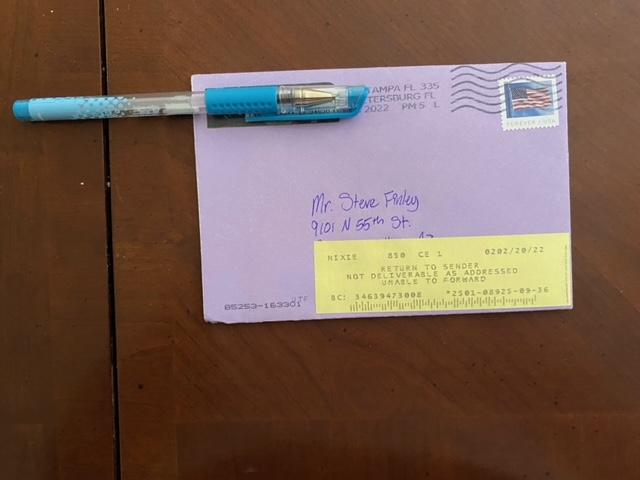 TAMPA FL 335
TERSBURG FL
2022 PM 5 L
FOREVER / USA
Mr. Steve Finley
9101 N 55th St.
NIXIE 850 CE 1 0202/20/22
RETURN TO SENDER
NOT DELIVERABLE AS ADDRESSED
UNABLE TO FORWARD
BC: 34639473008 *2501-08925-09-36
85253-163301